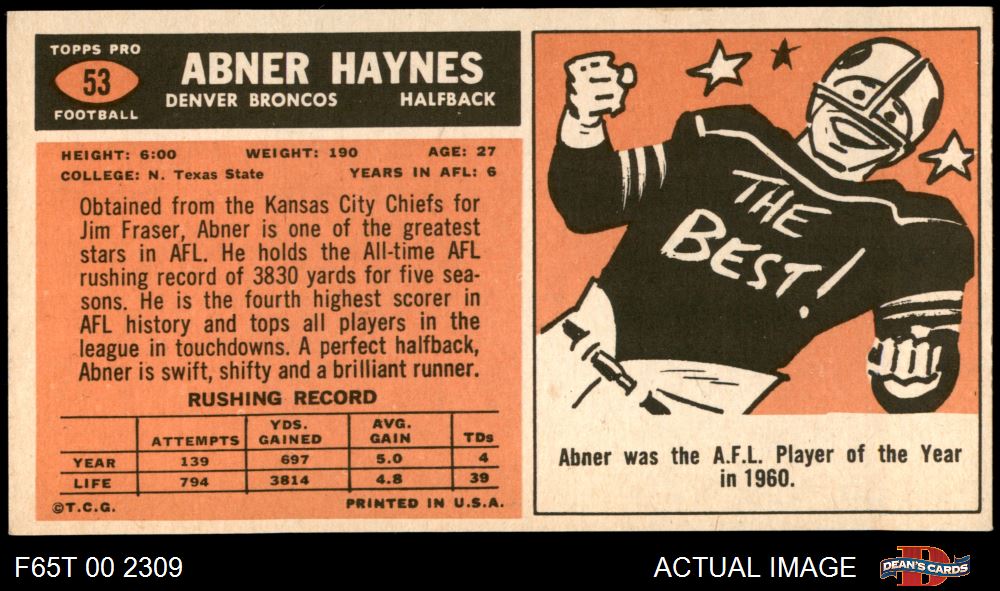 TOPPS PRO
53
FOOTBALL
ABNER HAYNES
DENVER BRONCOS HALFBACK
HEIGHT: 6:00 WEIGHT: 190 AGE: 27
COLLEGE: N. Texas State YEARS IN AFL: 6
Obtained from the Kansas City Chiefs for
Jim Fraser, Abner is one of the greatest
stars in AFL. He holds the All-time AFL
rushing record of 3830 yards for five sea-
sons. He is the fourth highest scorer in
AFL history and tops all players in the
league in touchdowns. A perfect halfback,
Abner is swift, shifty and a brilliant runner.
RUSHING RECORD
ATTEMPTS YDS. GAINED AVG. GAIN TDs
YEAR 139 697 5.0 4
LIFE 794 3814 4.8 39
©T.C.G. PRINTED IN U.S.A.
THE
BEST!
Abner was the A.F.L. Player of the Year
in 1960.
F65T 00 2309 ACTUAL IMAGE
D
DEAN'S CARDS